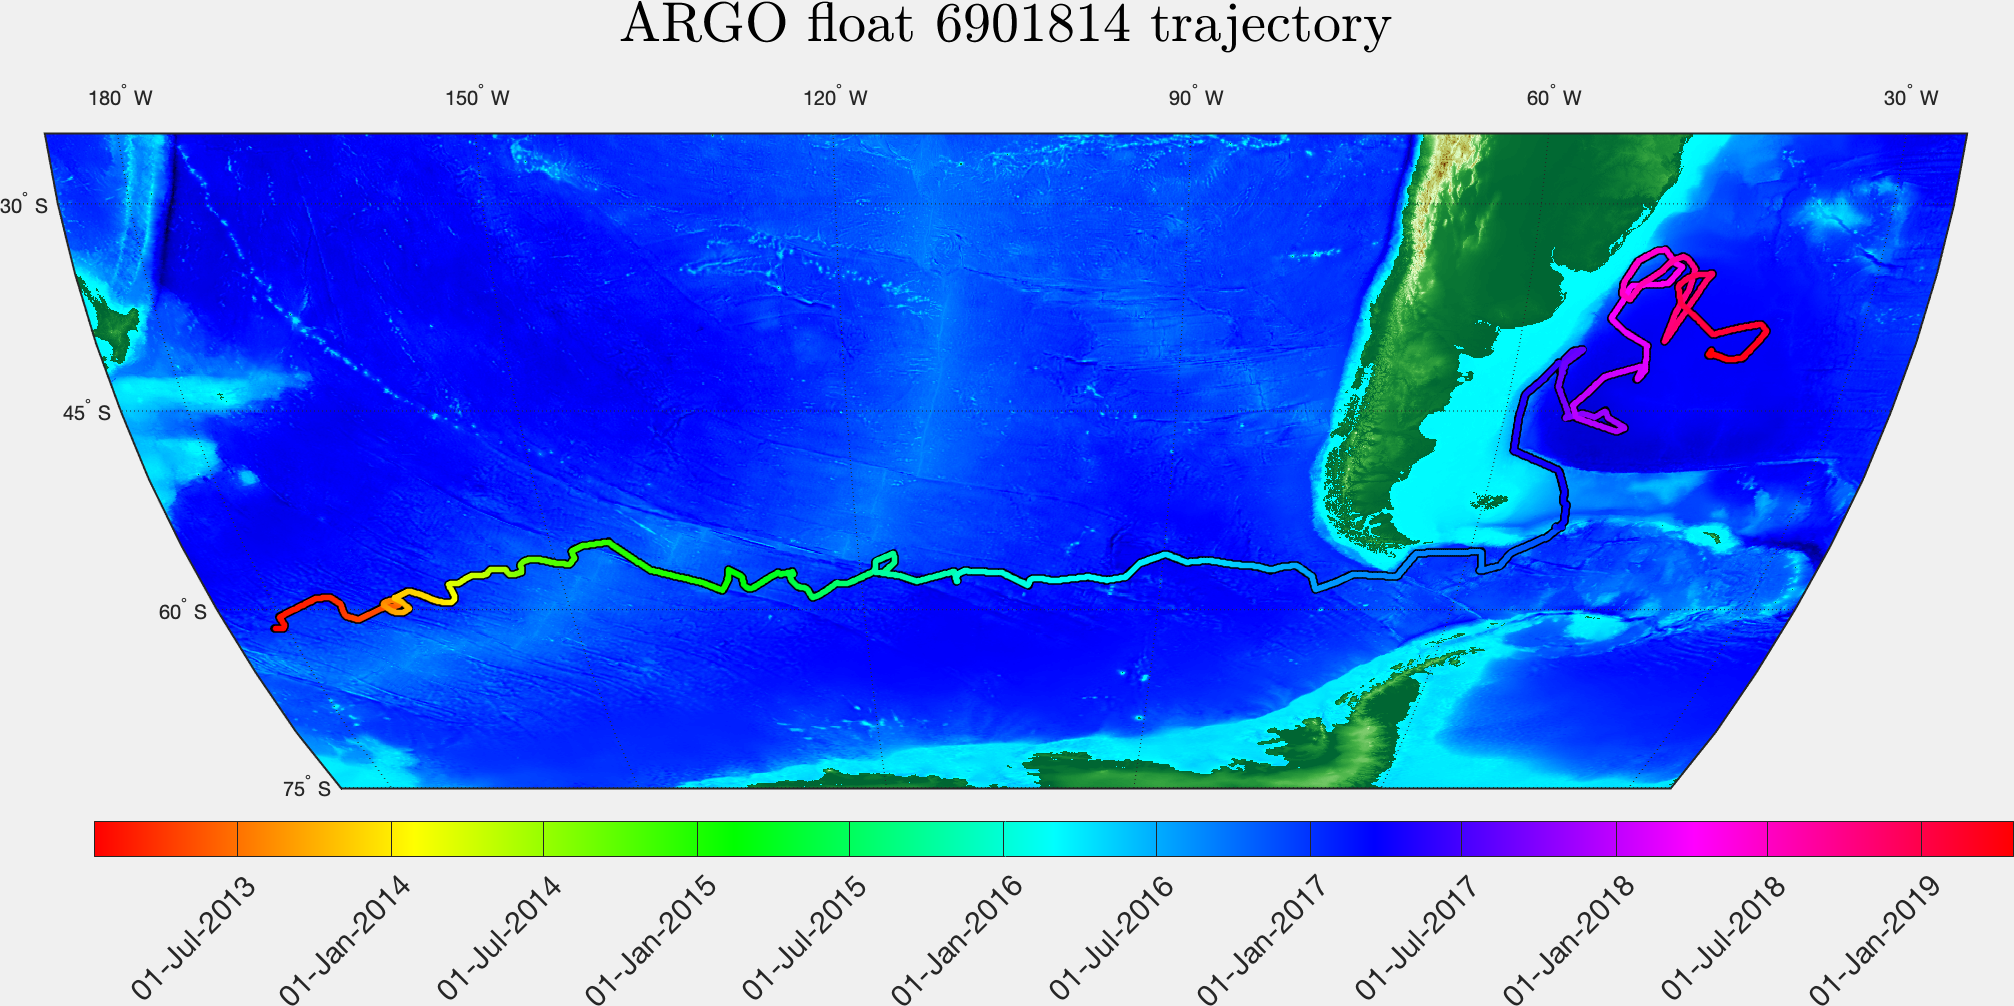 ARGO float 6901814 trajectory
180° W 150° W 120° W 90° W 60° W 30° W
30° S
45° S
60° S
75° S
01-Jul-2013 01-Jan-2014 01-Jul-2014 01-Jan-2015 01-Jul-2015 01-Jan-2016 01-Jul-2016 01-Jan-2017 01-Jul-2017 01-Jan-2018 01-Jul-2018 01-Jan-2019